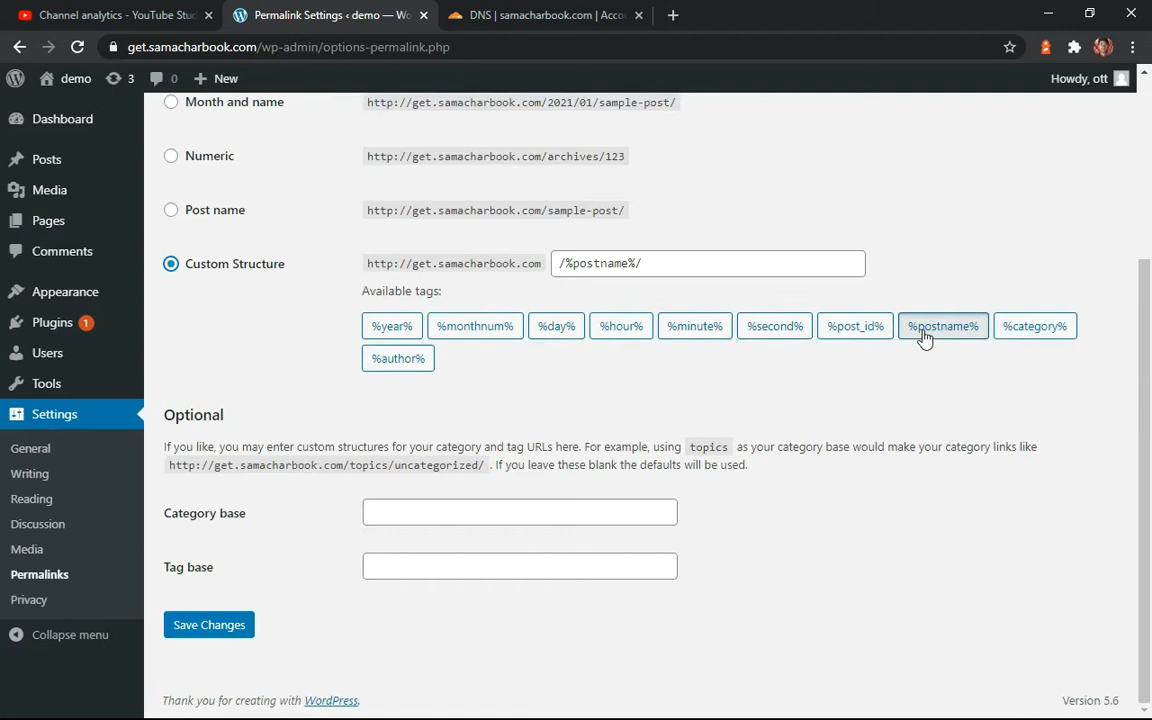 Channel analytics - YouTube Stud
Permalink Settings ‹ demo — Wo
DNS | samacharbook.com | Acco
get.samacharbook.com/wp-admin/options-permalink.php
demo
3
0
New
Howdy, ott
Dashboard
Posts
Media
Pages
Comments
Appearance
Plugins 1
Users
Tools
Settings
General
Writing
Reading
Discussion
Media
Permalinks
Privacy
Collapse menu
Month and name http://get.samacharbook.com/2021/01/sample-post/
Numeric http://get.samacharbook.com/archives/123
Post name http://get.samacharbook.com/sample-post/
Custom Structure http://get.samacharbook.com /%postname%/
Available tags:
%year% %monthnum% %day% %hour% %minute% %second% %post_id% %postname% %category%
%author%
Optional
If you like, you may enter custom structures for your category and tag URLs here. For example, using topics as your category base would make your category links like
http://get.samacharbook.com/topics/uncategorized/ . If you leave these blank the defaults will be used.
Category base
Tag base
Save Changes
Thank you for creating with WordPress.
Version 5.6